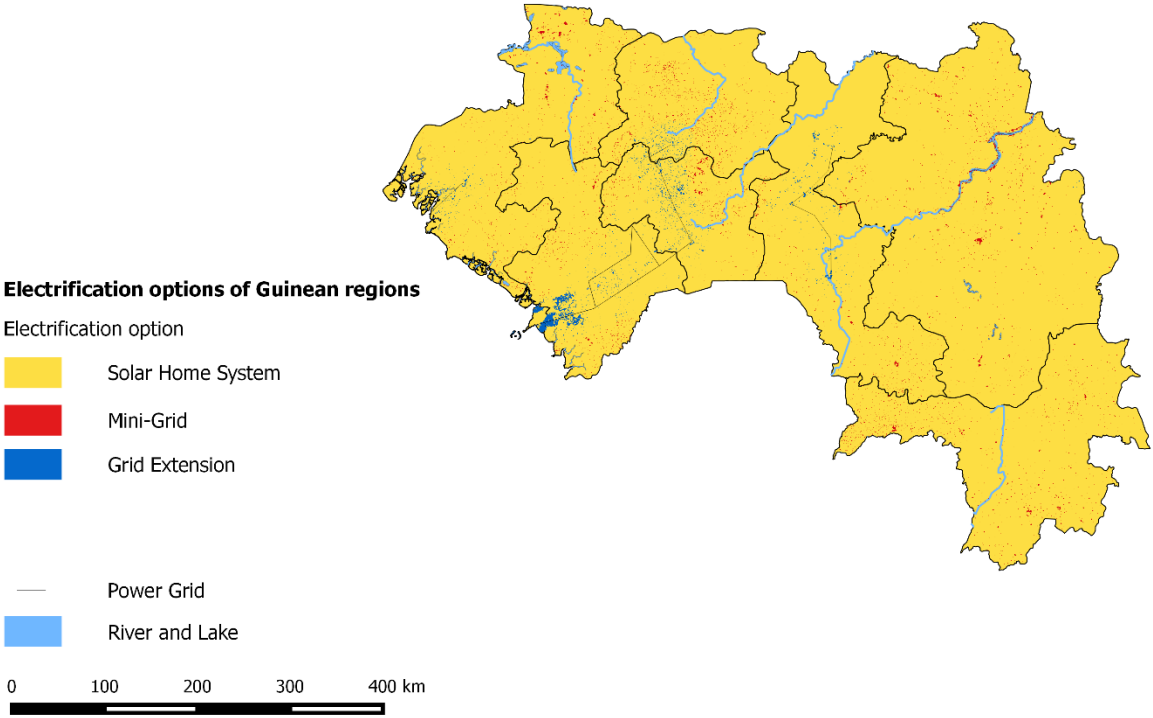 Electrification options of Guinean regions
Electrification option
Solar Home System
Mini-Grid
Grid Extension
Power Grid
River and Lake
0 100 200 300 400 km